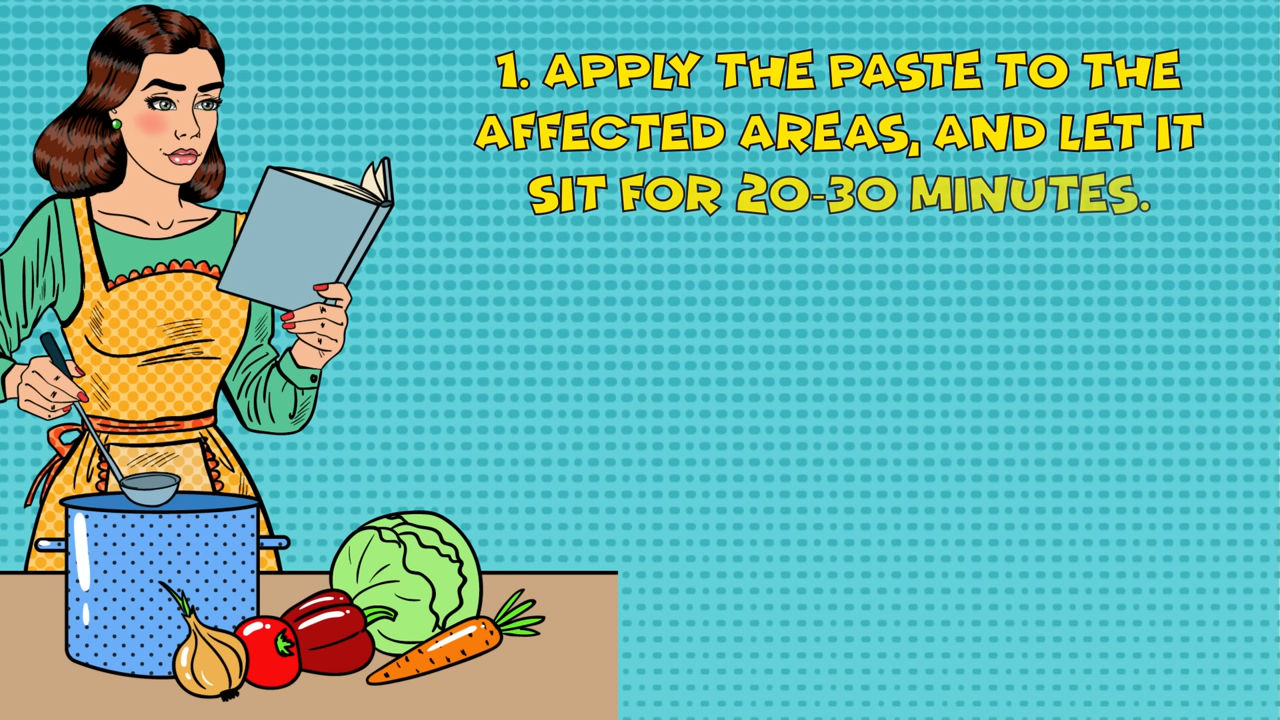 1. APPLY THE PASTE TO THE
AFFECTED AREAS, AND LET IT
SIT FOR 20-30 MINUTES.